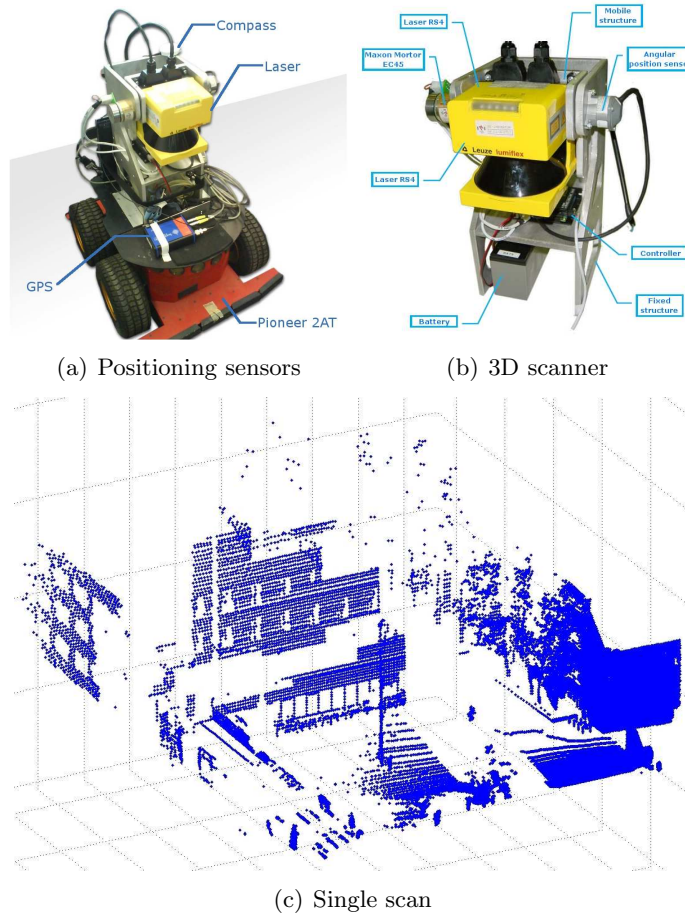 Compass
Laser
GPS
Pioneer 2AT
(a) Positioning sensors
Laser RS4
Mobile
structure
Maxon Mortor
EC45
Angular
position senso
Leuze lumiflex
Laser RS4
Controller
Fixed
structure
Battery
(b) 3D scanner
(c) Single scan